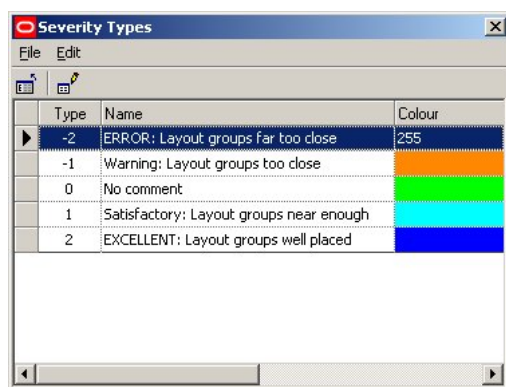 Severity Types
File Edit
Type Name Colour
-2 ERROR: Layout groups far too close 255
-1 Warning: Layout groups too close
0 No comment
1 Satisfactory: Layout groups near enough
2 EXCELLENT: Layout groups well placed